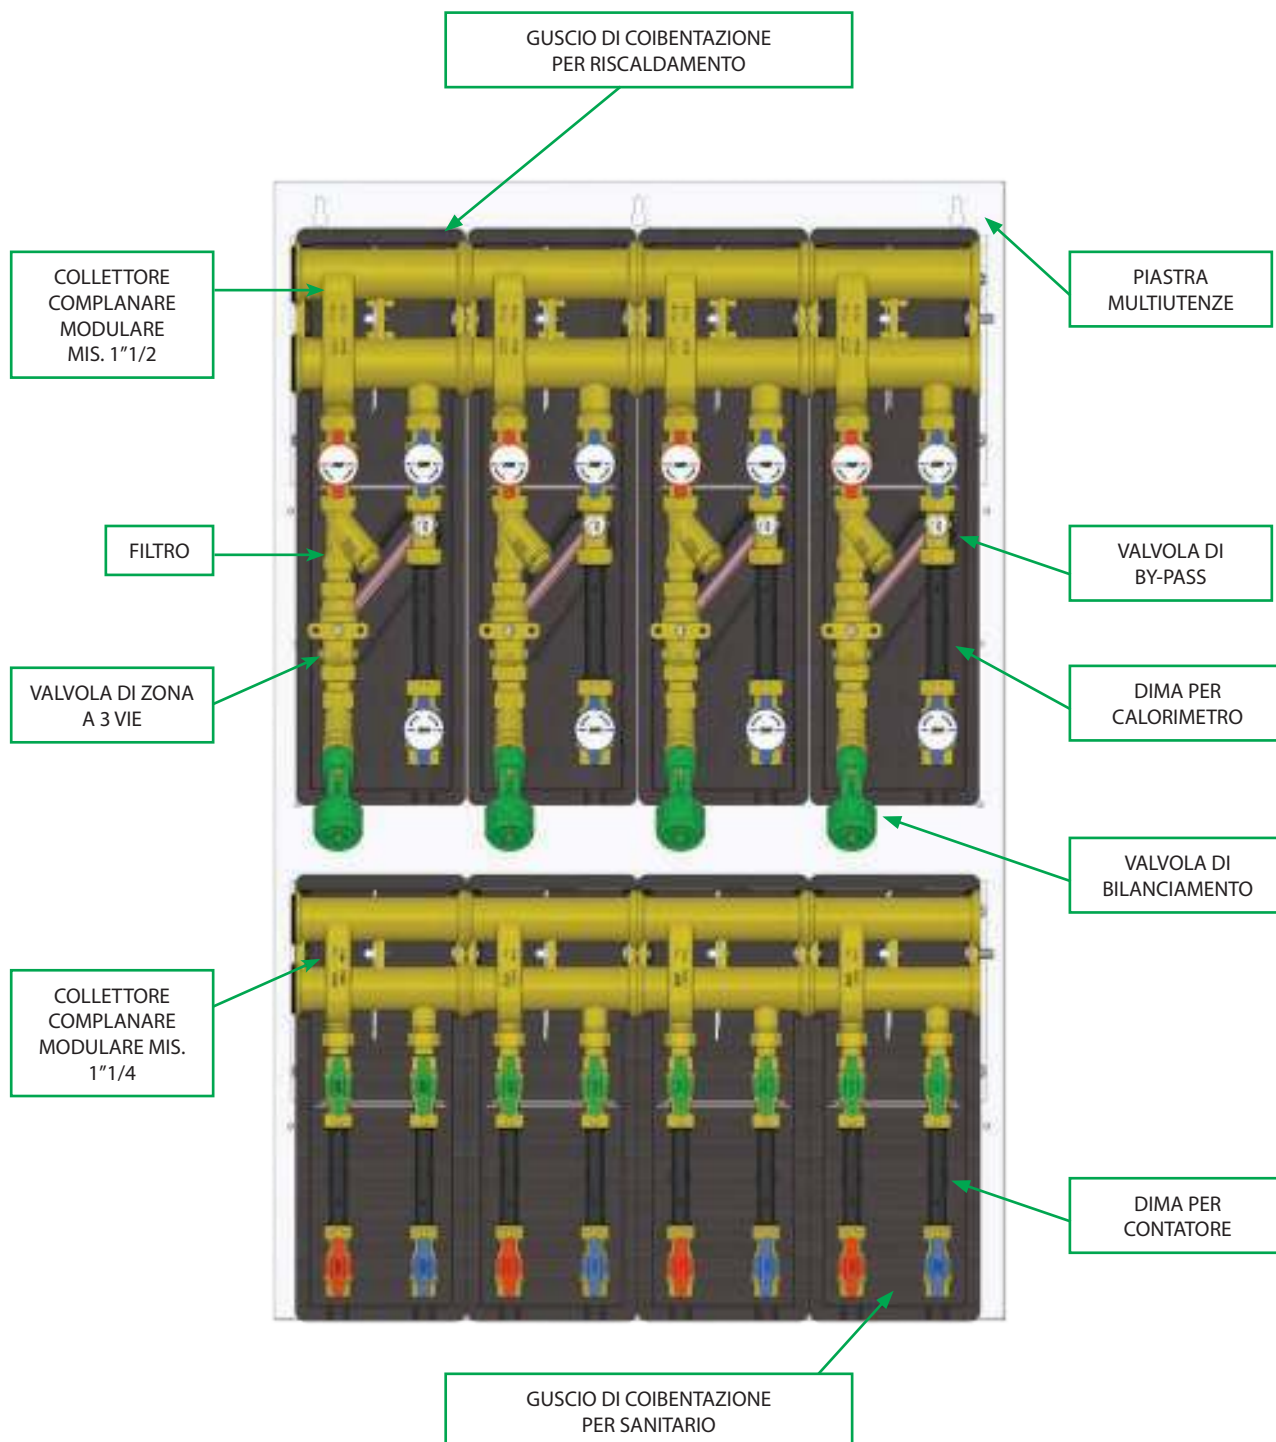 GUSCIO DI COIBENTAZIONE
PER RISCALDAMENTO
COLLETTORE
COMPLANARE
MODULARE
MIS. 1”1/2
PIASTRA
MULTIUTENZE
FILTRO
VALVOLA DI
BY-PASS
VALVOLA DI ZONA
A 3 VIE
DIMA PER
CALORIMETRO
VALVOLA DI
BILANCIAMENTO
COLLETTORE
COMPLANARE
MODULARE MIS.
1”1/4
DIMA PER
CONTATORE
GUSCIO DI COIBENTAZIONE
PER SANITARIO